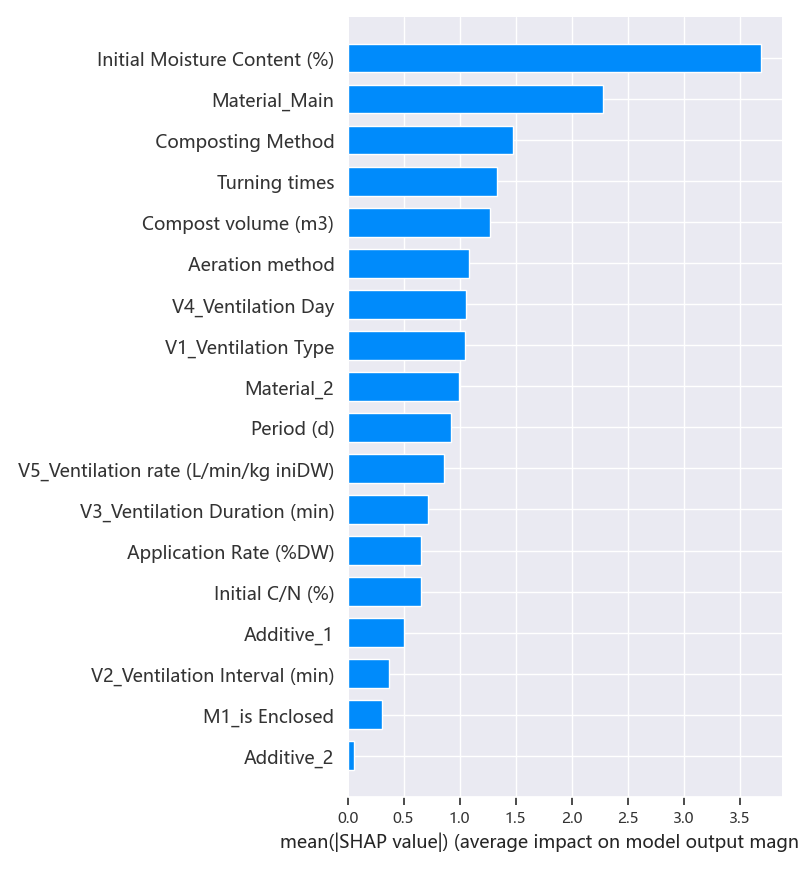 Initial Moisture Content (%)
Material_Main
Composting Method
Turning times
Compost volume (m3)
Aeration method
V4_Ventilation Day
V1_Ventilation Type
Material_2
Period (d)
V5_Ventilation rate (L/min/kg iniDW)
V3_Ventilation Duration (min)
Application Rate (%DW)
Initial C/N (%)
Additive_1
V2_Ventilation Interval (min)
M1_is Enclosed
Additive_2
0.0 0.5 1.0 1.5 2.0 2.5 3.0 3.5
mean(|SHAP value|) (average impact on model output magn